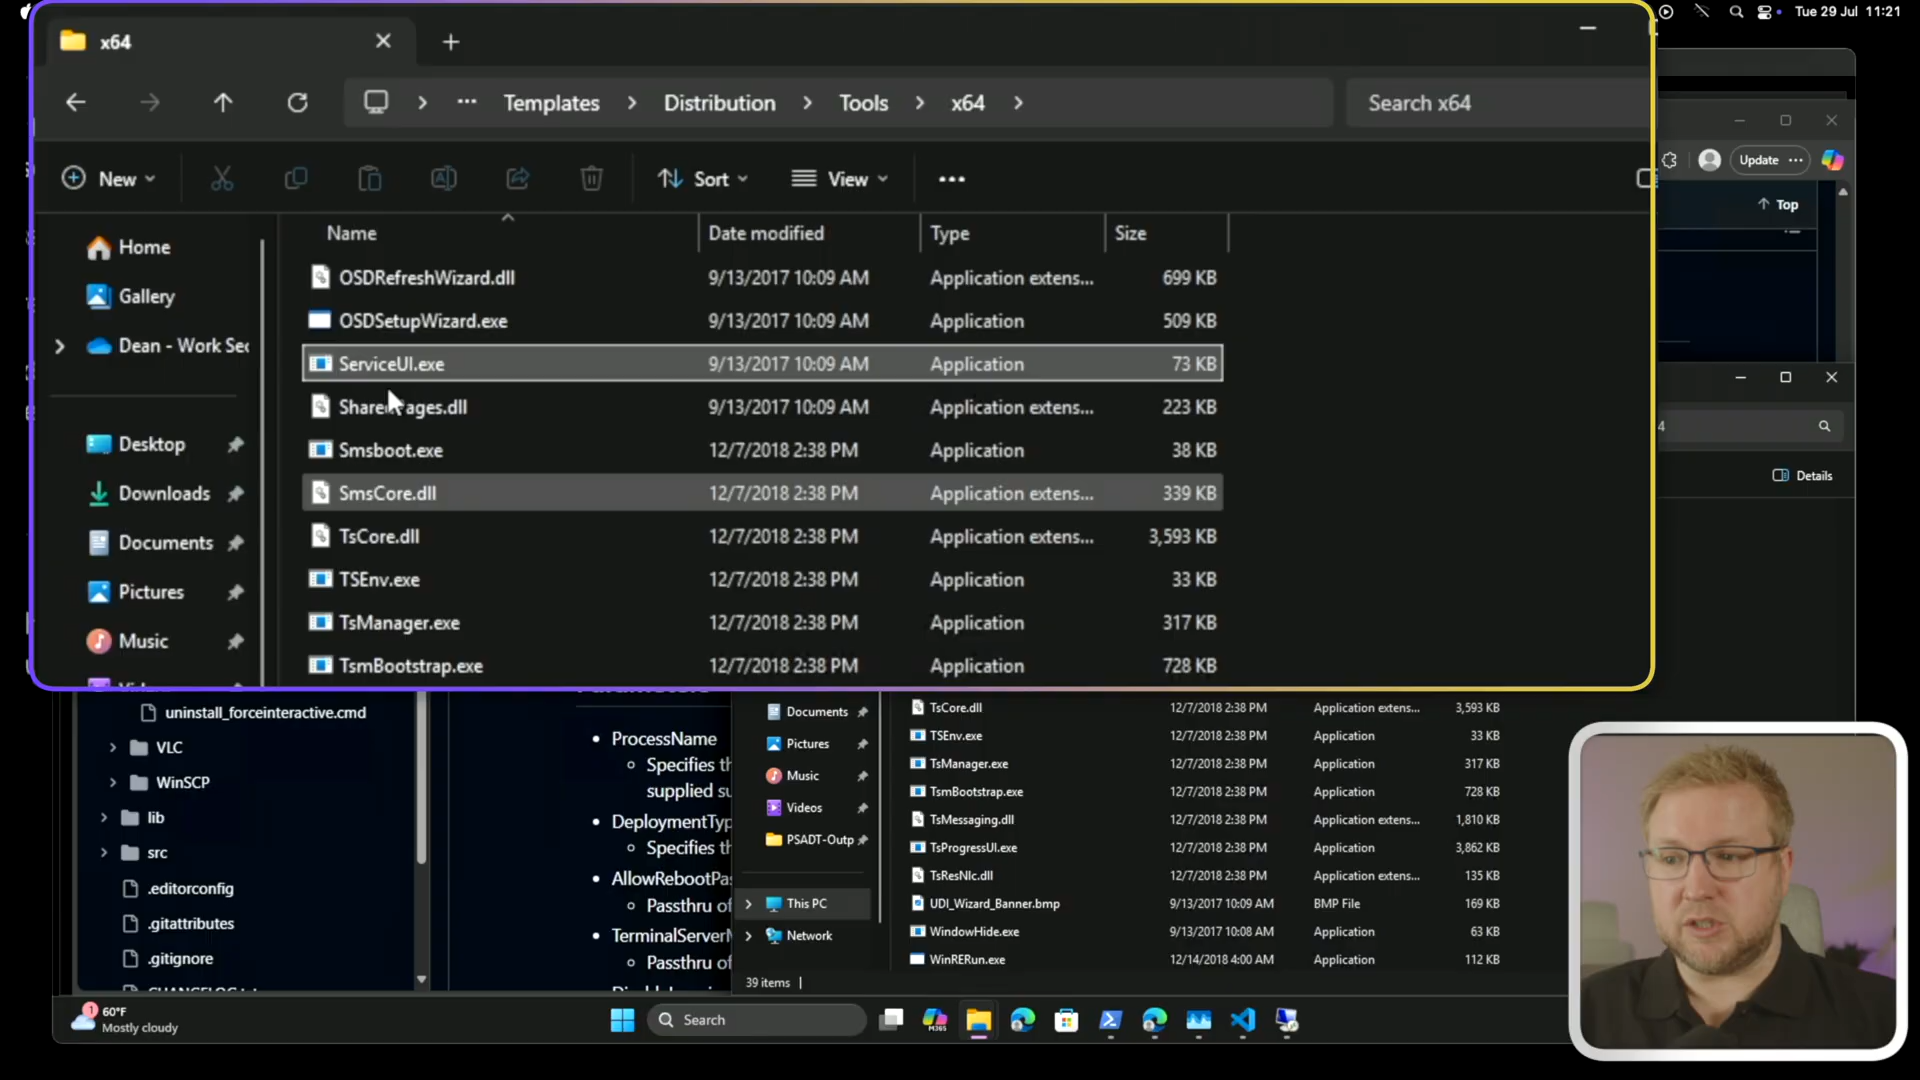 Tue 29 Jul 11:21
x64
Templates
Distribution
Tools
x64
Search x64
Update
New
Sort
View
Top
Name
Date modified
Type
Size
Home
Gallery
Dean - Work Sec
Desktop
Downloads
Documents
Pictures
Music
OSDRefreshWizard.dll 9/13/2017 10:09 AM Application extens... 699 KB
OSDSetupWizard.exe 9/13/2017 10:09 AM Application 509 KB
ServiceUI.exe 9/13/2017 10:09 AM Application 73 KB
9/13/2017 10:09 AM Application extens... 223 KB
Smsboot.exe 12/7/2018 2:38 PM Application 38 KB
SmsCore.dll 12/7/2018 2:38 PM Application extens... 339 KB
TsCore.dll 12/7/2018 2:38 PM Application extens... 3,593 KB
TSEnv.exe 12/7/2018 2:38 PM Application 33 KB
TsManager.exe 12/7/2018 2:38 PM Application 317 KB
TsmBootstrap.exe 12/7/2018 2:38 PM Application 728 KB
4
Details
uninstall_forceinteractive.cmd
VLC
WinSCP
lib
src
.editorconfig
.gitattributes
.gitignore
ProcessName
Specifies th
supplied su
DeploymentTyp
Specifies th
AllowRebootPas
Passthru of
TerminalServerM
Passthru of
Documents
Pictures
Music
Videos
PSADT-Outp
This PC
Network
TsCore.dll 12/7/2018 2:38 PM Application extens... 3,593 KB
TSEnv.exe 12/7/2018 2:38 PM Application 33 KB
TsManager.exe 12/7/2018 2:38 PM Application 317 KB
TsmBootstrap.exe 12/7/2018 2:38 PM Application 728 KB
TsMessaging.dll 12/7/2018 2:38 PM Application extens... 1,810 KB
TsProgressUI.exe 12/7/2018 2:38 PM Application 3,862 KB
TsResNlc.dll 12/7/2018 2:38 PM Application extens... 135 KB
UDI_Wizard_Banner.bmp 9/13/2017 10:09 AM BMP File 169 KB
WindowHide.exe 9/13/2017 10:08 AM Application 63 KB
WinRERun.exe 12/14/2018 4:00 AM Application 112 KB
39 items
1
60°F
Mostly cloudy
Search
M365